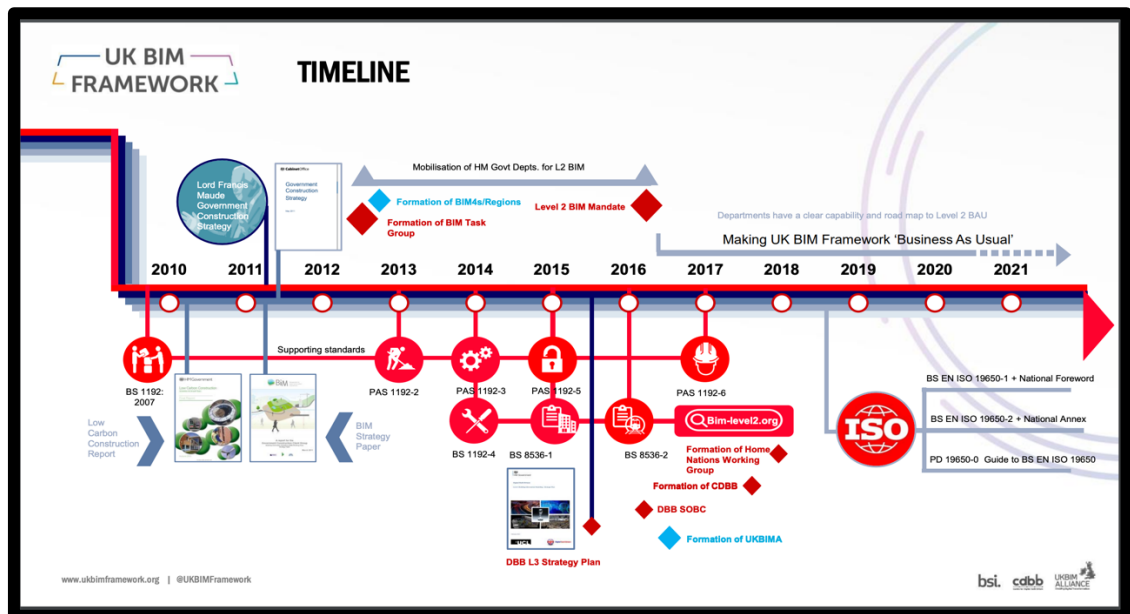 UK BIM
FRAMEWORK
TIMELINE
Lord Francis
Maude
Government
Construction
Strategy
Cabinet Office
Government
Construction
Strategy
Mobilisation of HM Govt Depts. for L2 BIM
Formation of BIM4s/Regions
Formation of BIM Task
Group
Level 2 BIM Mandate
Departments have a clear capability and road map to Level 2 BAU
Making UK BIM Framework ‘Business As Usual’
2010 2011 2012 2013 2014 2015 2016 2017 2018 2019 2020 2021
Supporting standards
BS 1192:
2007
PAS 1192-2
PAS 1192-3
PAS 1192-5
PAS 1192-6
BS 1192-4
BS 8536-1
BS 8536-2
Bim-level2.org
Low
Carbon
Construction
Report
HM Government
Low Carbon Construction
BIM
BIM
Strategy
Paper
UCL
DBB L3 Strategy Plan
Formation of Home
Nations Working
Group
Formation of CDBB
DBB SOBC
Formation of UKBIMA
ISO
BS EN ISO 19650-1 + National Foreword
BS EN ISO 19650-2 + National Annex
PD 19650-0 Guide to BS EN ISO 19650
www.ukbimframework.org | @UKBIMFramework
bsi.
cdbb
UKBIM
ALLIANCE